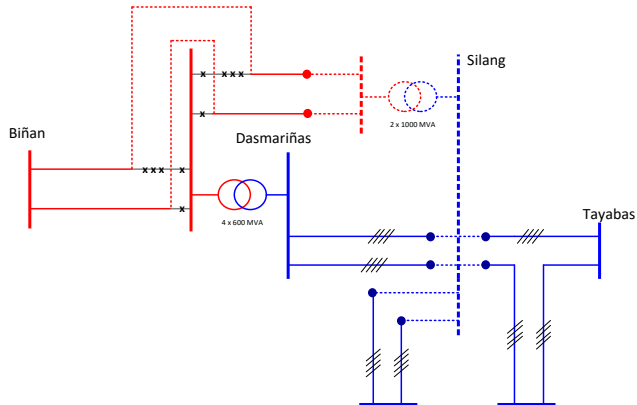 Silang
2 x 1000 MVA
Biñan
Dasmariñas
4 x 600 MVA
Tayabas